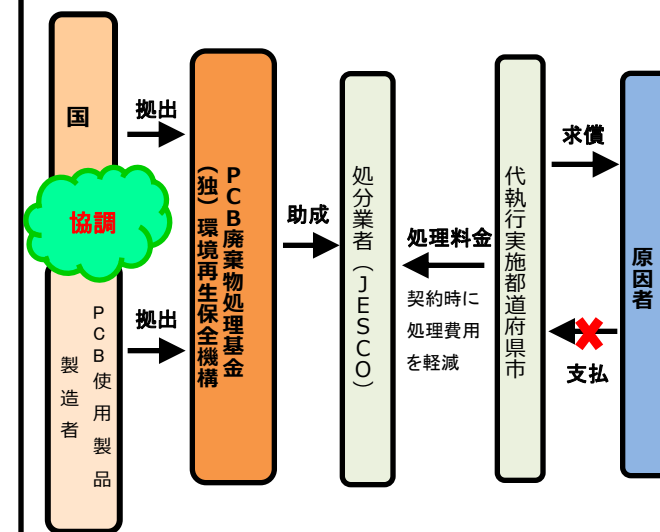 国
協調
PCB使用製品
製造者
拠出
拠出
PCB廃棄物処理基金
(独)環境再生保全機構
助成
処分業者(JESCO)
処理料金
契約時に
処理費用
を軽減
代執行実施都道府県市
求償
支払
原因者